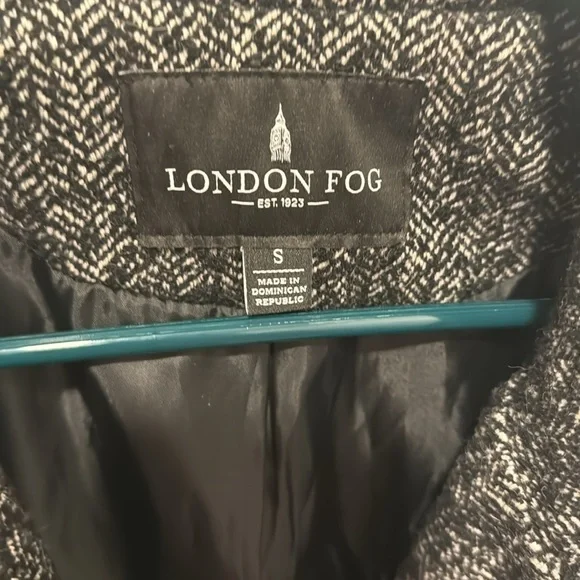 LONDON FOG
EST. 1923
S
MADE IN
DOMINICAN
REPUBLIC